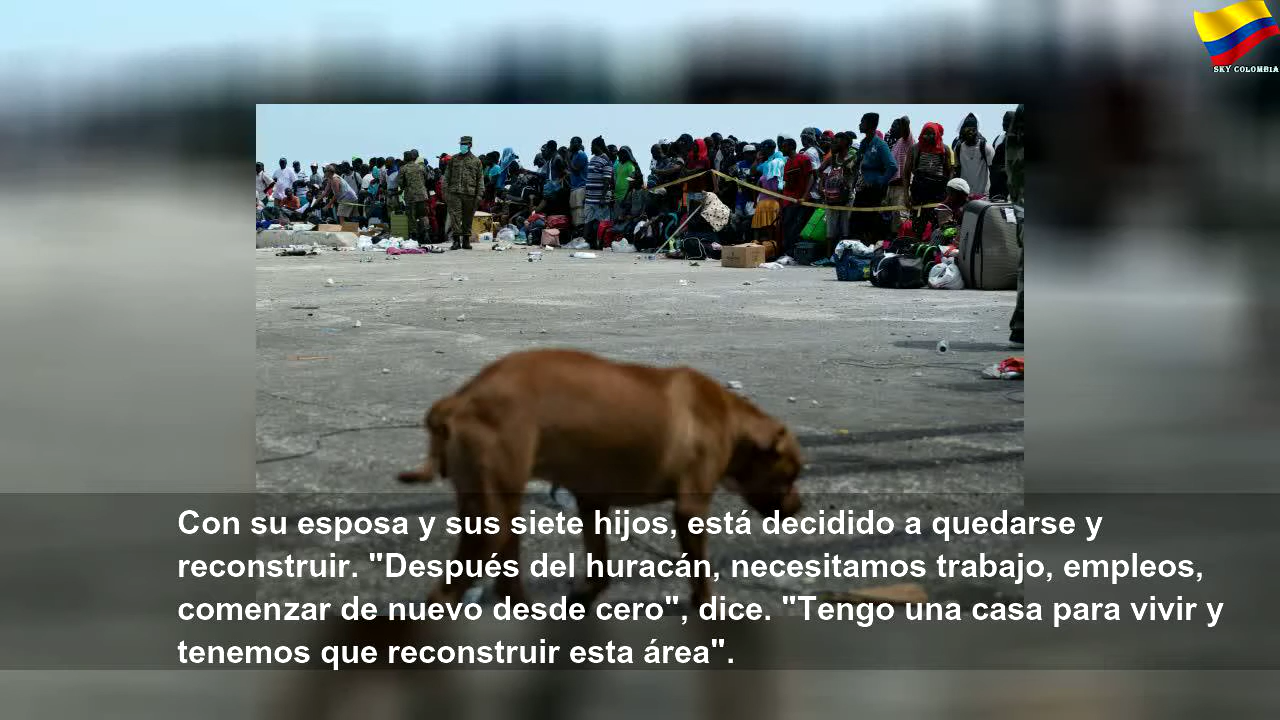 SKY COLOMBIA
Con su esposa y sus siete hijos, está decidido a quedarse y
reconstruir. "Después del huracán, necesitamos trabajo, empleos,
comenzar de nuevo desde cero", dice. "Tengo una casa para vivir y
tenemos que reconstruir esta área".